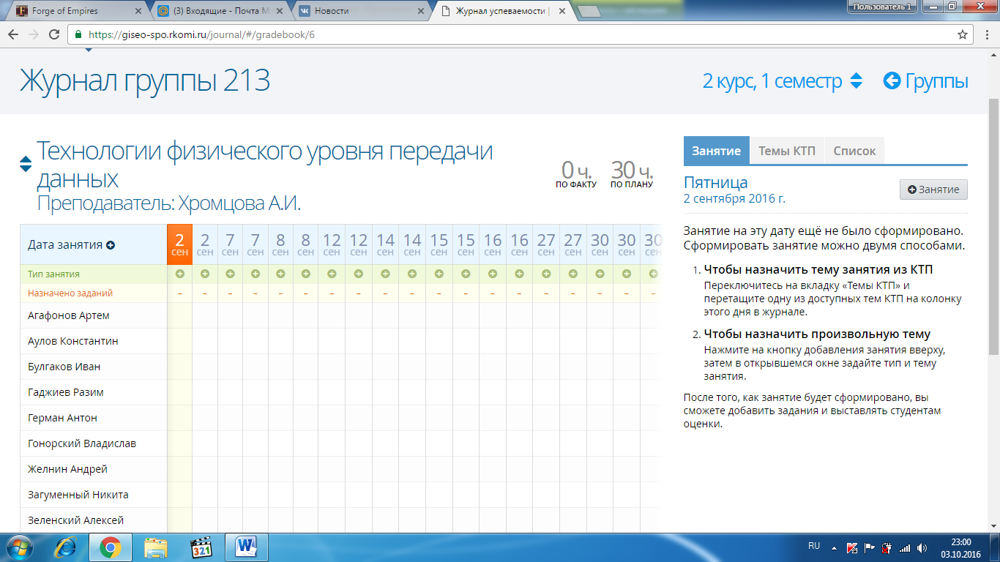 Forge of Empires
(3) Входящие - Почта M
Новости
Журнал успеваемости |
Пользователь 1
https://giseo-spo.rkomi.ru/journal/#/gradebook/6
Журнал группы 213
2 курс, 1 семестр
Группы
Технологии физического уровня передачи
данных
Преподаватель: Хромцова А.И.
0 ч.
ПО ФАКТУ
30 ч.
ПО ПЛАНУ
Дата занятия
2 2 7 7 8 8 12 12 14 14 15 15 16 16 27 27 30 30 30
сен сен сен сен сен сен сен сен сен сен сен сен сен сен сен сен сен сен сен
Тип занятия
Назначено заданий – – – – – – – – – – – – – – – – – – –
Агафонов Артем
Аулов Константин
Булгаков Иван
Гаджиев Разим
Герман Антон
Гонорский Владислав
Желнин Андрей
Загуменный Никита
Зеленский Алексей
Занятие
Темы КТП
Список
Пятница
2 сентября 2016 г.
Занятие
Занятие на эту дату ещё не было сформировано.
Сформировать занятие можно двумя способами.
1. Чтобы назначить тему занятия из КТП
Переключитесь на вкладку «Темы КТП» и
перетащите одну из доступных тем КТП на колонку
этого дня в журнале.
2. Чтобы назначить произвольную тему
Нажмите на кнопку добавления занятия вверху,
затем в открывшемся окне задайте тип и тему
занятия.
После того, как занятие будет сформировано, вы
сможете добавить задания и выставлять студентам
оценки.
321
RU
23:00
03.10.2016